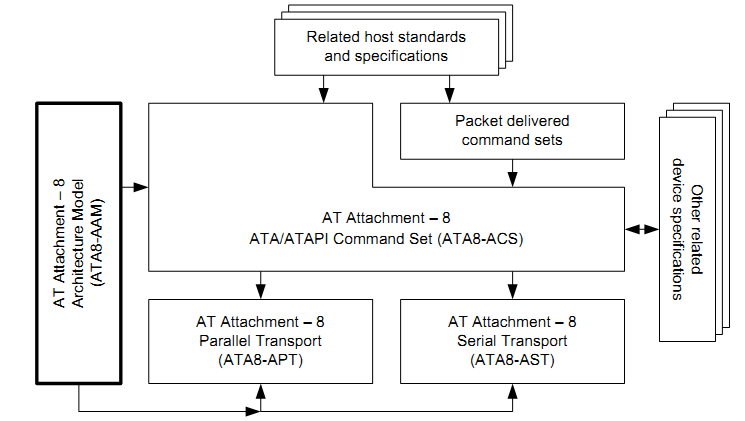 Related host standards
and specifications
Packet delivered
command sets
AT Attachment – 8
Architecture Model
(ATA8-AAM)
AT Attachment – 8
ATA/ATAPI Command Set (ATA8-ACS)
Other related
device specifications
AT Attachment – 8
Parallel Transport
(ATA8-APT)
AT Attachment – 8
Serial Transport
(ATA8-AST)